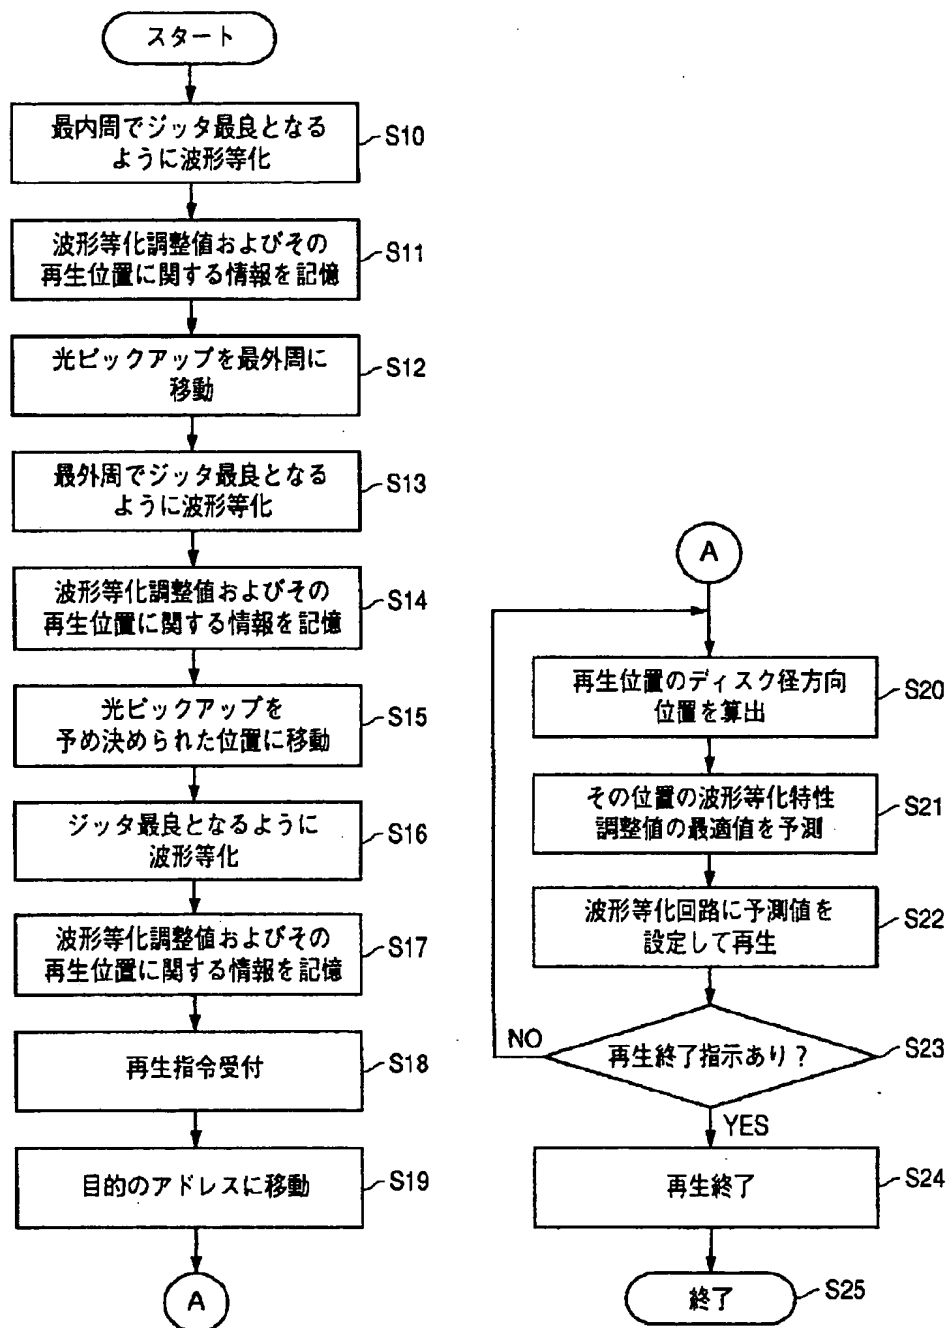 スタート
最内周でジッタ最良となる
ように波形等化
S10
波形等化調整値およびその
再生位置に関する情報を記憶
S11
光ピックアップを最外周に
移動
S12
最外周でジッタ最良となる
ように波形等化
S13
波形等化調整値およびその
再生位置に関する情報を記憶
S14
光ピックアップを
予め決められた位置に移動
S15
ジッタ最良となるように
波形等化
S16
波形等化調整値およびその
再生位置に関する情報を記憶
S17
再生指令受付
S18
目的のアドレスに移動
S19
A
A
再生位置のディスク径方向
位置を算出
S20
その位置の波形等化特性
調整値の最適値を予測
S21
波形等化回路に予測値を
設定して再生
S22
NO
再生終了指示あり?
S23
YES
再生終了
S24
終了
S25